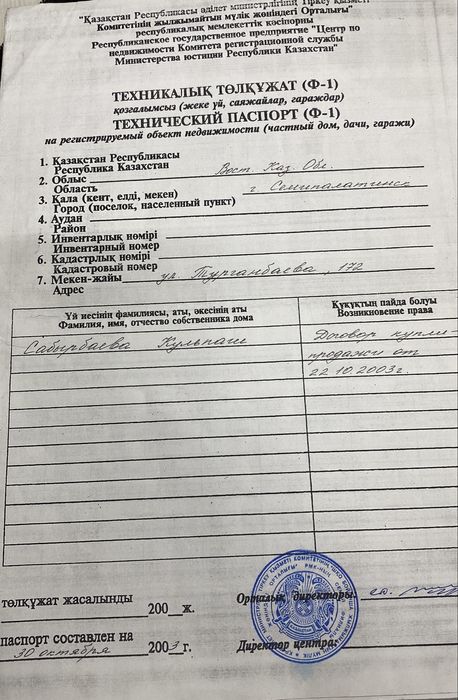 "Қазақстан Республикасы әділет министрлігінің Тіркеу қызметі
Комитетінің жылжымайтын мүлік жөніндегі Орталығы"
республикалық мемлекеттік кәсіпорны
Республиканское государственное предприятие "Центр по
недвижимости Комитета регистрационной службы
Министерства юстиции Республики Казахстан"
ТЕХНИКАЛЫҚ ТӨЛҚҰЖАТ (Ф-1)
қозғалымсыз (жеке үй, саяжайлар, гараждар)
ТЕХНИЧЕСКИЙ ПАСПОРТ (Ф-1)
на регистрируемый объект недвижимости (частный дом, дачи, гаражи)
1. Қазақстан Республикасы
Республика Казахстан
2. Облыс Вост. Каз. Обл.
Область
3. Қала (кент, елді, мекен) г. Семипалатинск
Город (поселок, населенный пункт)
4. Аудан
Район
5. Инвентарлық нөмірі
Инвентарный номер
6. Кадастрлық нөмірі
Кадастровый номер
7. Мекен-жайы ул. Турганбаева, 172
Адрес
Үй иесінің фамилиясы, аты, әкесінің аты
Фамилия, имя, отчество собственника дома
Құқықтың пайда болуы
Возникновение права
Сабырбаева Кульпаш
Договор купли-
продажи от
22.10.2003г.
төлқұжат жасалынды 200 ж.
Орталық директоры:
паспорт составлен на
30 октября 2003г.
Директор центра: